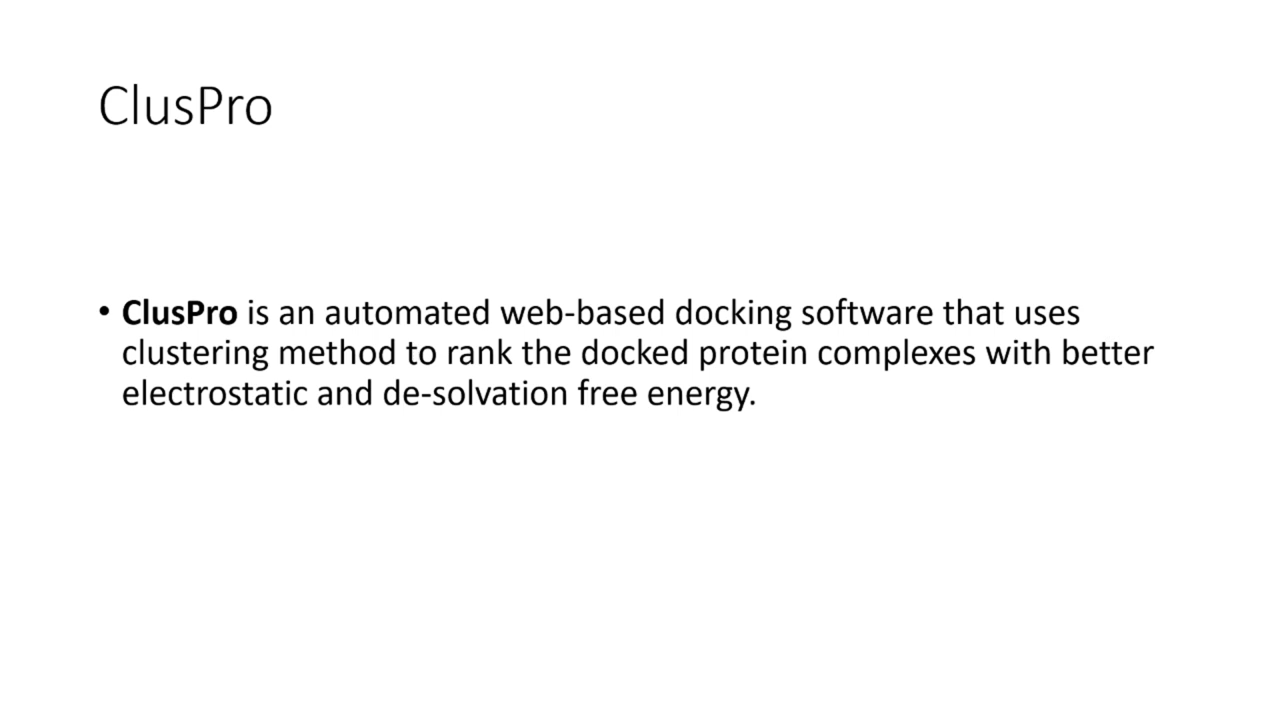 ClusPro
• ClusPro is an automated web-based docking software that uses
clustering method to rank the docked protein complexes with better
electrostatic and de-solvation free energy.